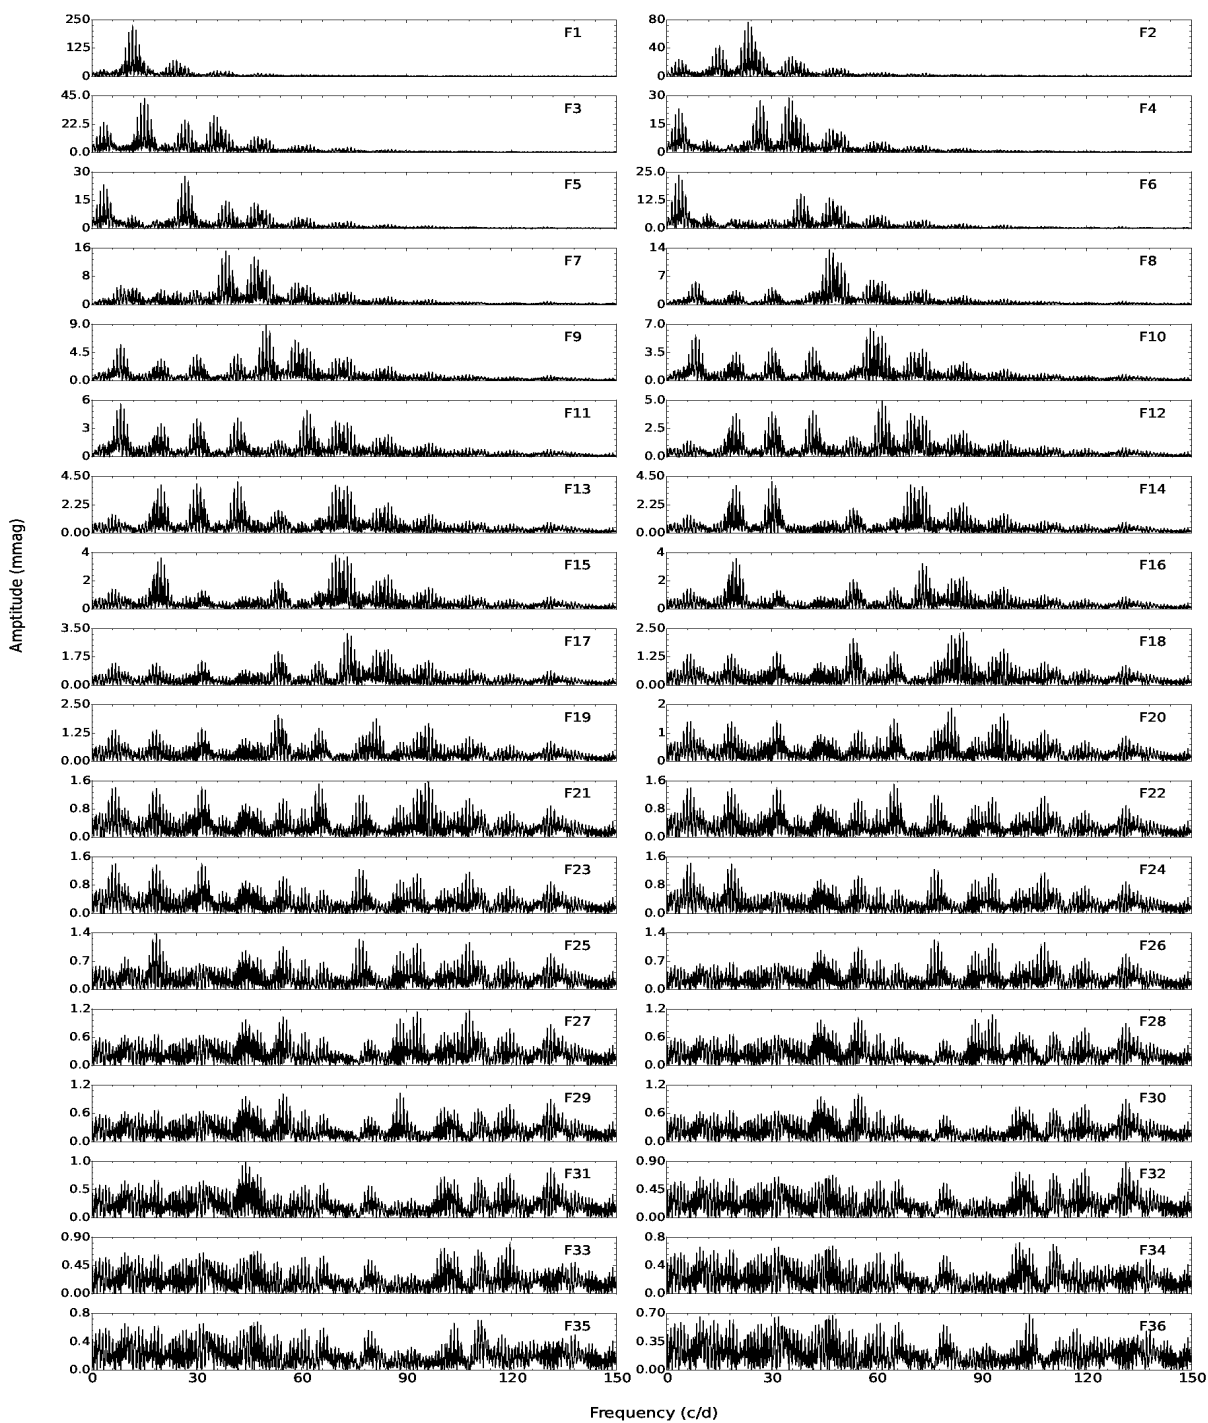 250 125 0 F1 80 40 0 F2
45.0 22.5 0.0 F3 30 15 0 F4
30 15 0 F5 25.0 12.5 0.0 F6
16 8 0 F7 14 7 0 F8
9.0 4.5 0.0 F9 7.0 3.5 0.0 F10
6 3 0 F11 5.0 2.5 0.0 F12
4.50 2.25 0.00 F13 4.50 2.25 0.00 F14
4 2 0 F15 4 2 0 F16
3.50 1.75 0.00 F17 2.50 1.25 0.00 F18
2.50 1.25 0.00 F19 2 1 0 F20
1.6 0.8 0.0 F21 1.6 0.8 0.0 F22
1.6 0.8 0.0 F23 1.6 0.8 0.0 F24
1.4 0.7 0.0 F25 1.4 0.7 0.0 F26
1.2 0.6 0.0 F27 1.2 0.6 0.0 F28
1.2 0.6 0.0 F29 1.2 0.6 0.0 F30
1.0 0.5 0.0 F31 0.90 0.45 0.00 F32
0.90 0.45 0.00 F33 0.8 0.4 0.0 F34
0.8 0.4 0.0 F35 0.70 0.35 0.00 F36
0 30 60 90 120 150 0 30 60 90 120 150
Amptitude (mmag)
Frequency (c/d)